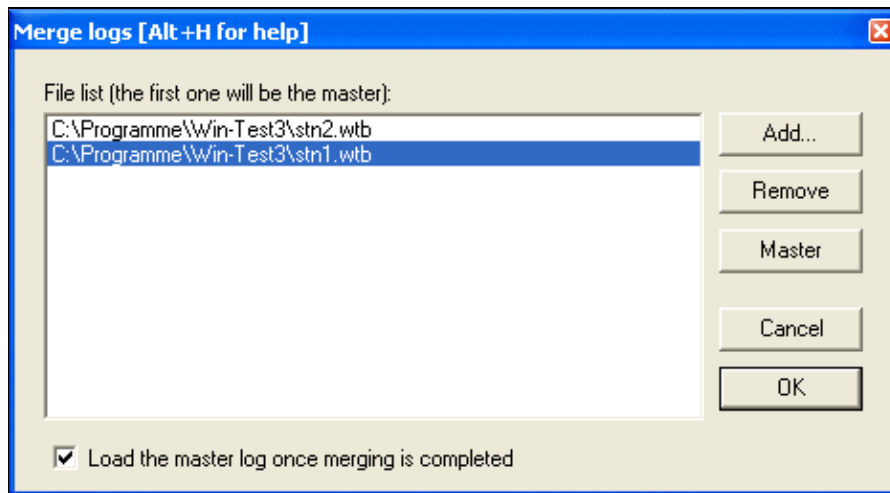 Merge logs [Alt+H for help]
File list (the first one will be the master):
C:\Programme\Win-Test3\stn2.wtb
C:\Programme\Win-Test3\stn1.wtb
Add...
Remove
Master
Cancel
OK
Load the master log once merging is completed